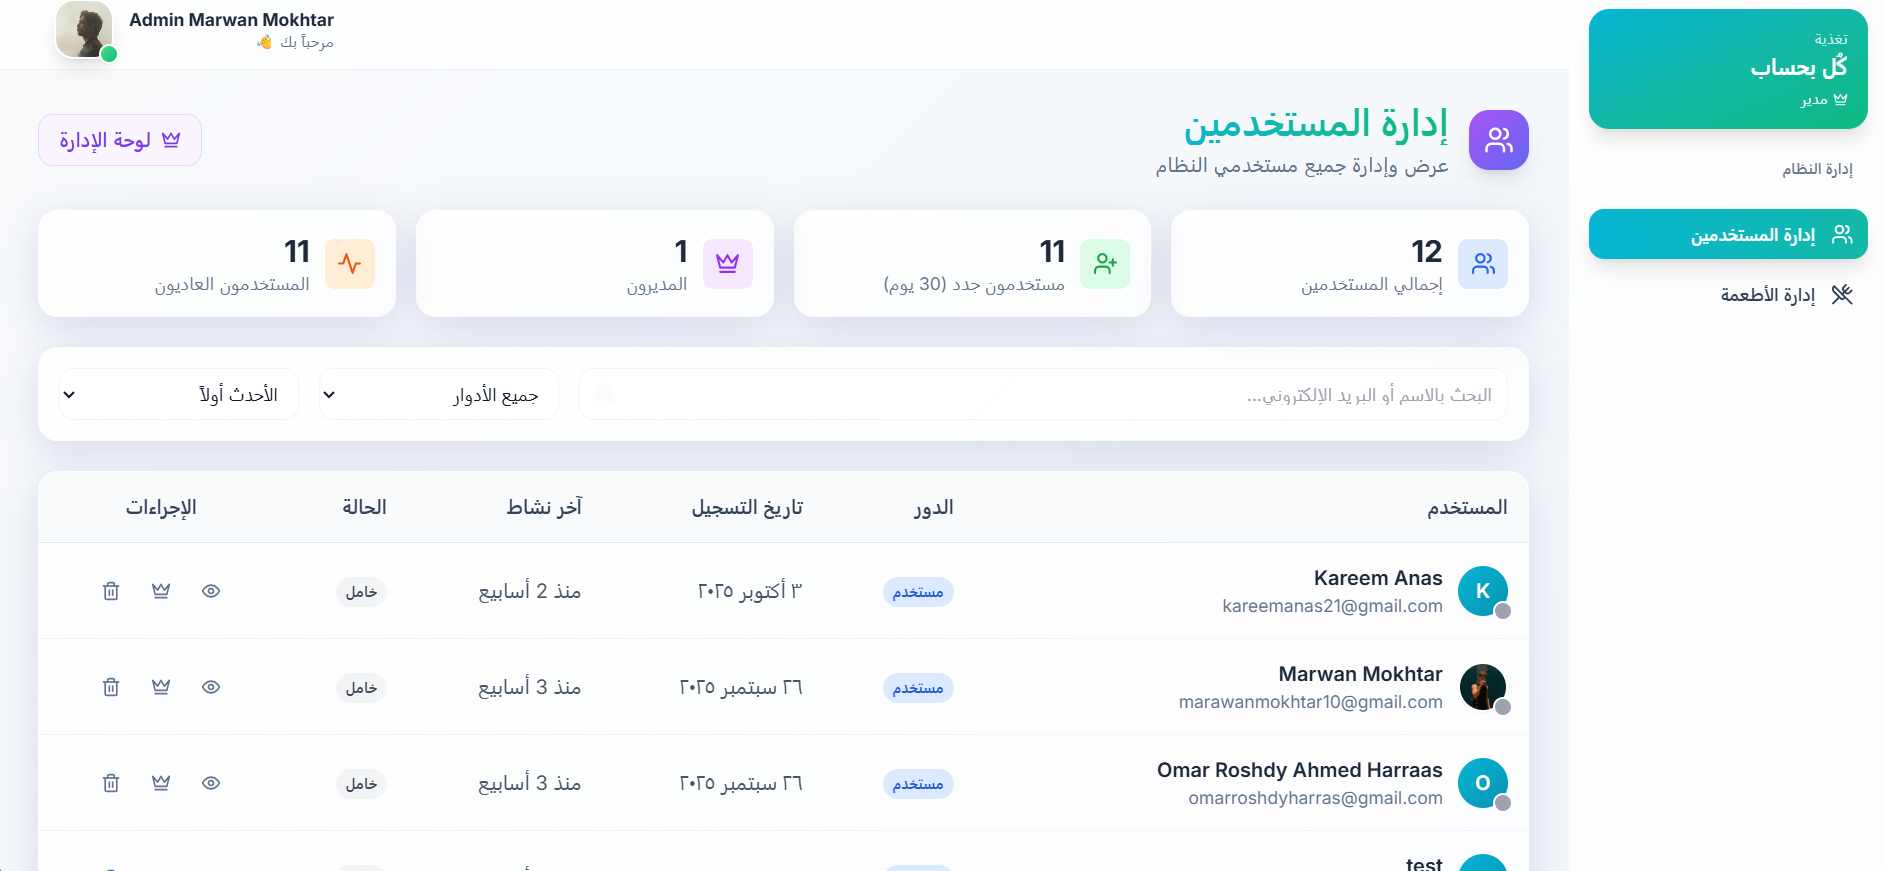 تغذية
كُل بحساب
مدير
إدارة النظام
إدارة المستخدمين
إدارة الأطعمة
Admin Marwan Mokhtar
مرحباً بك 👋
إدارة المستخدمين
عرض وإدارة جميع مستخدمي النظام
لوحة الإدارة
12
إجمالي المستخدمين
11
مستخدمون جدد (30 يوم)
1
المديرون
11
المستخدمون العاديون
البحث بالاسم أو البريد الإلكتروني...
جميع الأدوار
الأحدث أولاً
المستخدم الدور تاريخ التسجيل آخر نشاط الحالة الإجراءات
K
Kareem Anas
kareemanas21@gmail.com
مستخدم
٣ أكتوبر ٢٠٢٥
منذ 2 أسابيع
خامل
Marwan Mokhtar
marawanmokhtar10@gmail.com
مستخدم
٢٦ سبتمبر ٢٠٢٥
منذ 3 أسابيع
خامل
O
Omar Roshdy Ahmed Harraas
omarroshdyharras@gmail.com
مستخدم
٢٦ سبتمبر ٢٠٢٥
منذ 3 أسابيع
خامل
test